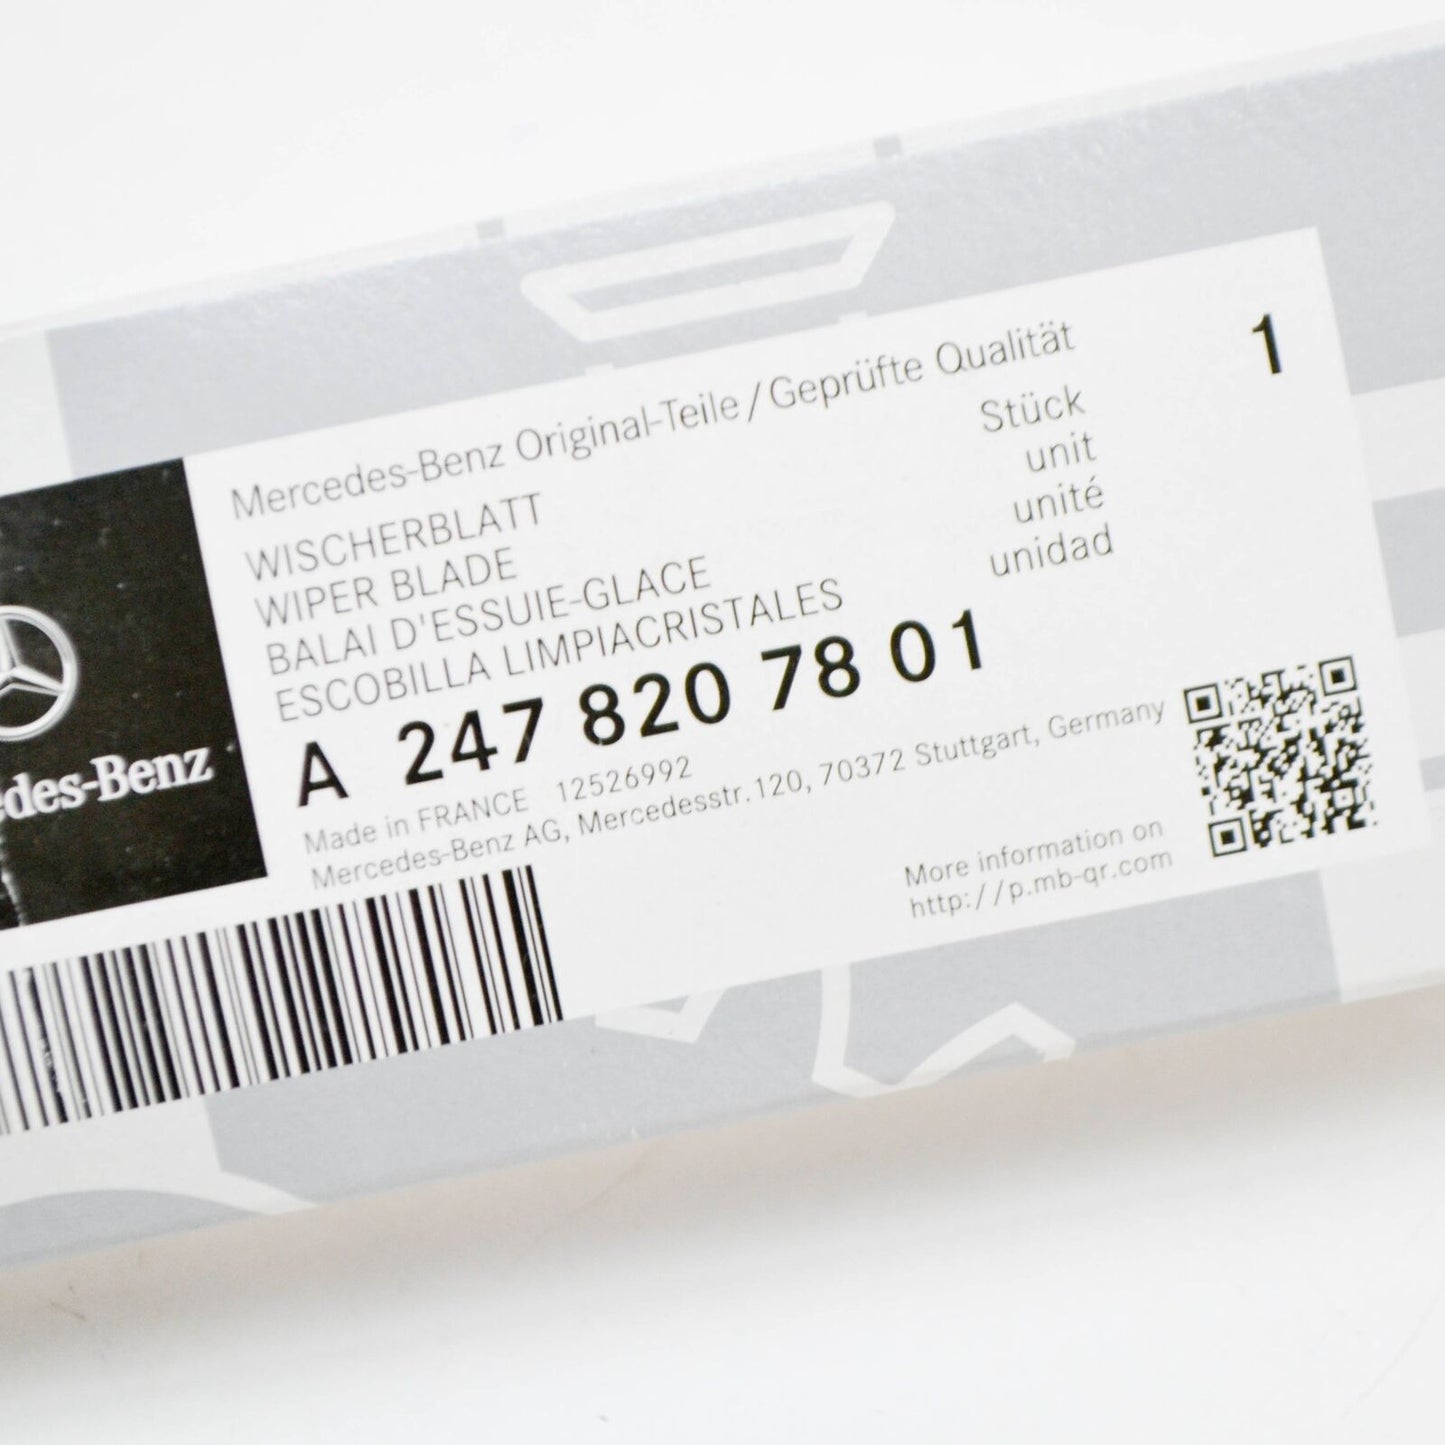 Mercedes-Benz Original-Teile/Geprüfte Qualität
1
WISCHERBLATT
Stück
WIPER BLADE
unit
BALAI D'ESSUIE-GLACE
unité
ESCOBILLA LIMPIACRISTALES
unidad
A 247 820 78 01
Made in FRANCE 12526992
Mercedes-Benz AG, Mercedesstr.120, 70372 Stuttgart, Germany
More information on
http://p.mb-qr.com
edes-Benz